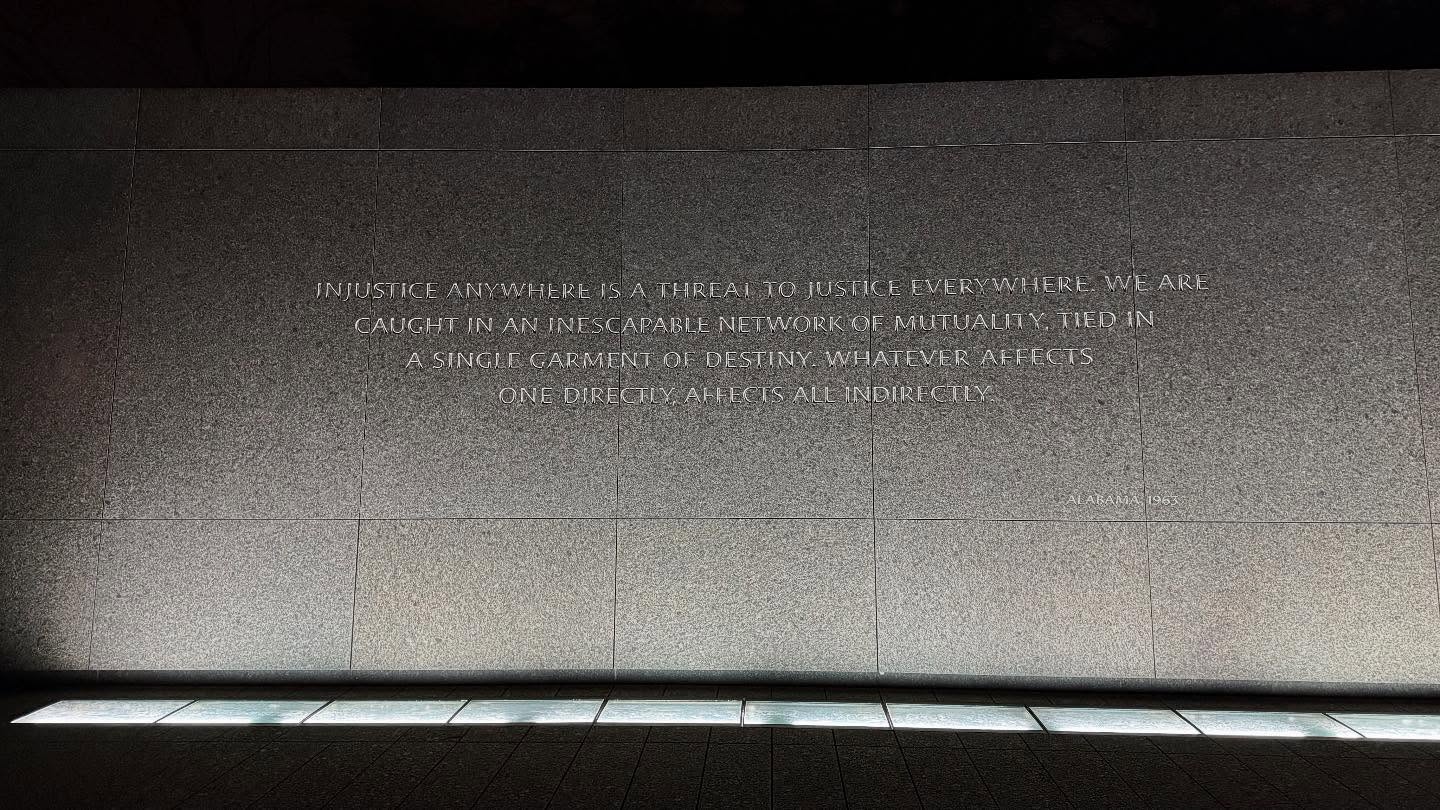 INJUSTICE ANYWHERE IS A THREAT TO JUSTICE EVERYWHERE. WE ARE
CAUGHT IN AN INESCAPABLE NETWORK OF MUTUALITY, TIED IN
A SINGLE GARMENT OF DESTINY. WHATEVER AFFECTS
ONE DIRECTLY, AFFECTS ALL INDIRECTLY.
ALABAMA, 1963